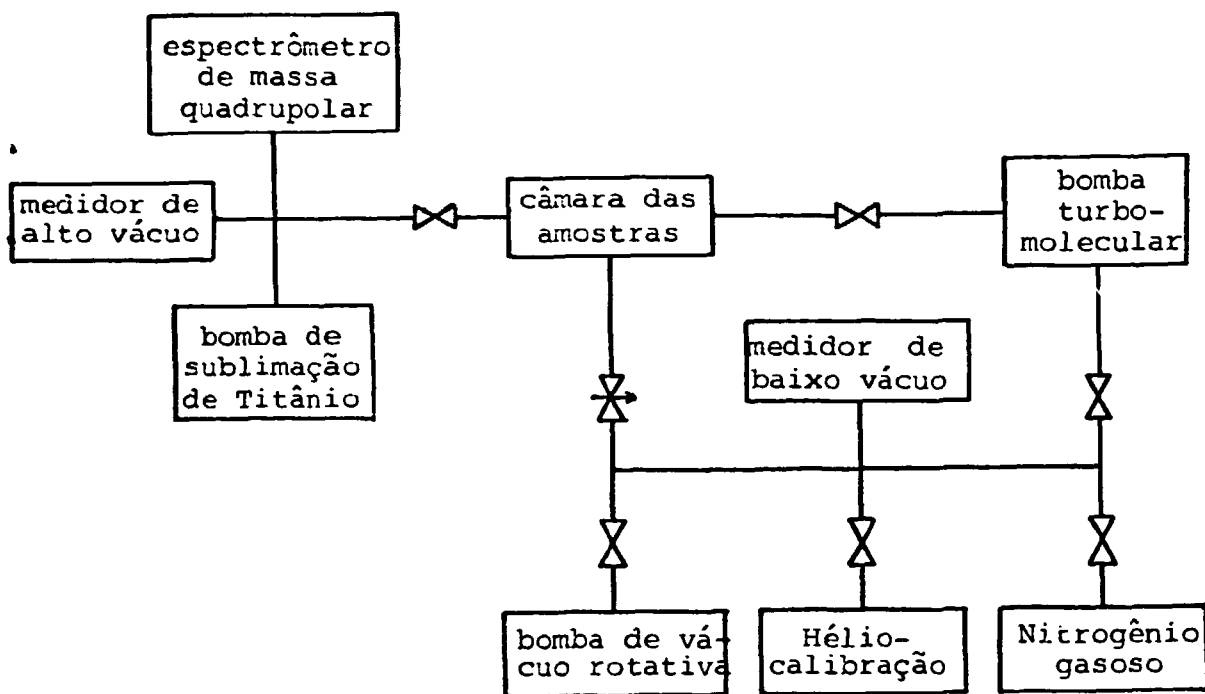 espectrômetro
de massa
quadrupolar
medidor de
alto vácuo
câmara das
amostras
bomba
turbo-
molecular
bomba de
sublimação
de Titânio
medidor de
baixo vácuo
bomba de vá-
cuo rotativa
Hélio-
calibração
Nitrogênio
gasoso